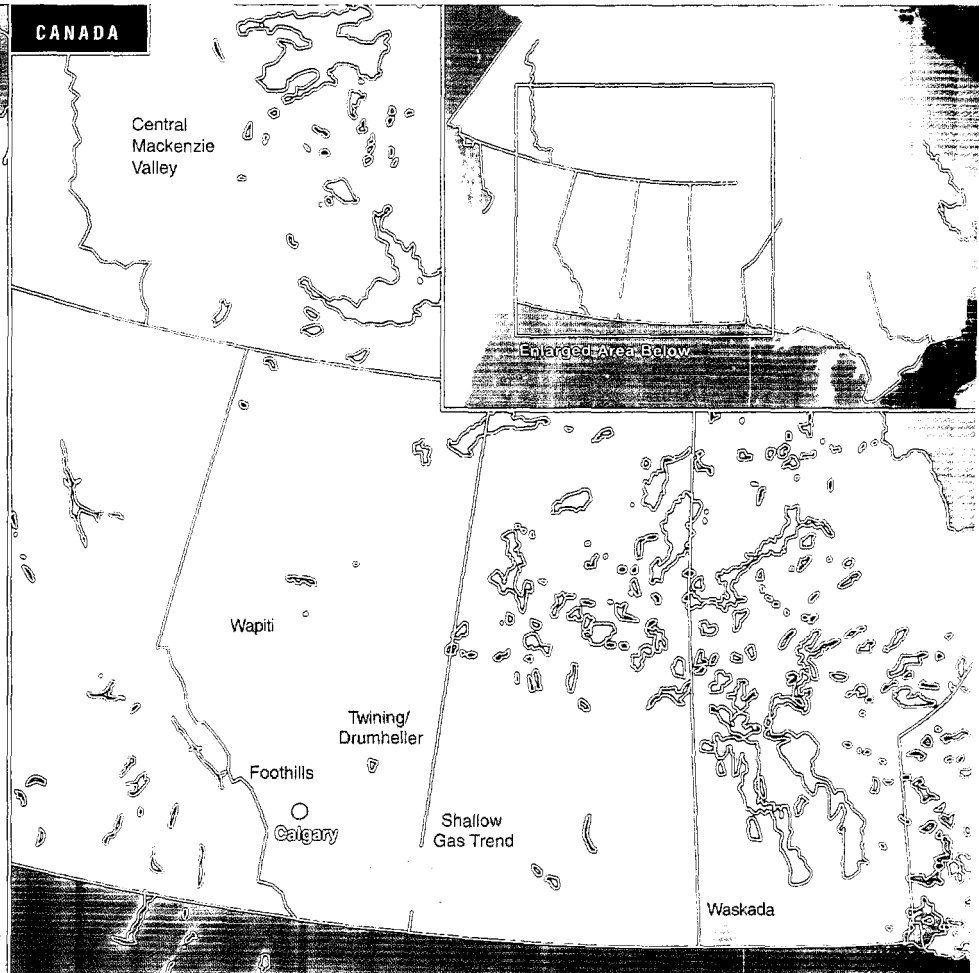 CANADA
Central
Mackenzie
Valley
Enlarged Area Below
Wapiti
Twining/
Drumheller
Foothills
Calgary
Shallow
Gas Trend
Waskada